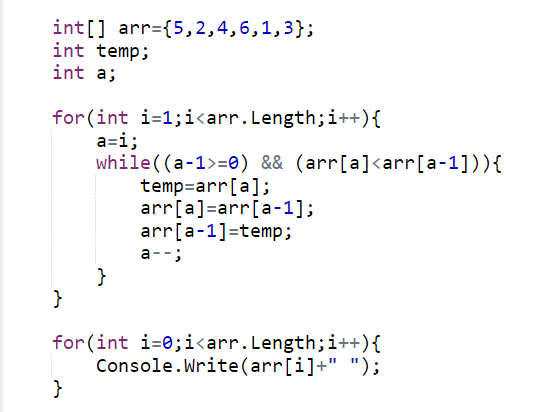 int[] arr={5,2,4,6,1,3};
int temp;
int a;

for(int i=1;i<arr.Length;i++){
    a=i;
    while((a-1>=0) && (arr[a]<arr[a-1])){
        temp=arr[a];
        arr[a]=arr[a-1];
        arr[a-1]=temp;
        a--;
    }
}

for(int i=0;i<arr.Length;i++){
    Console.Write(arr[i]+" ");
}